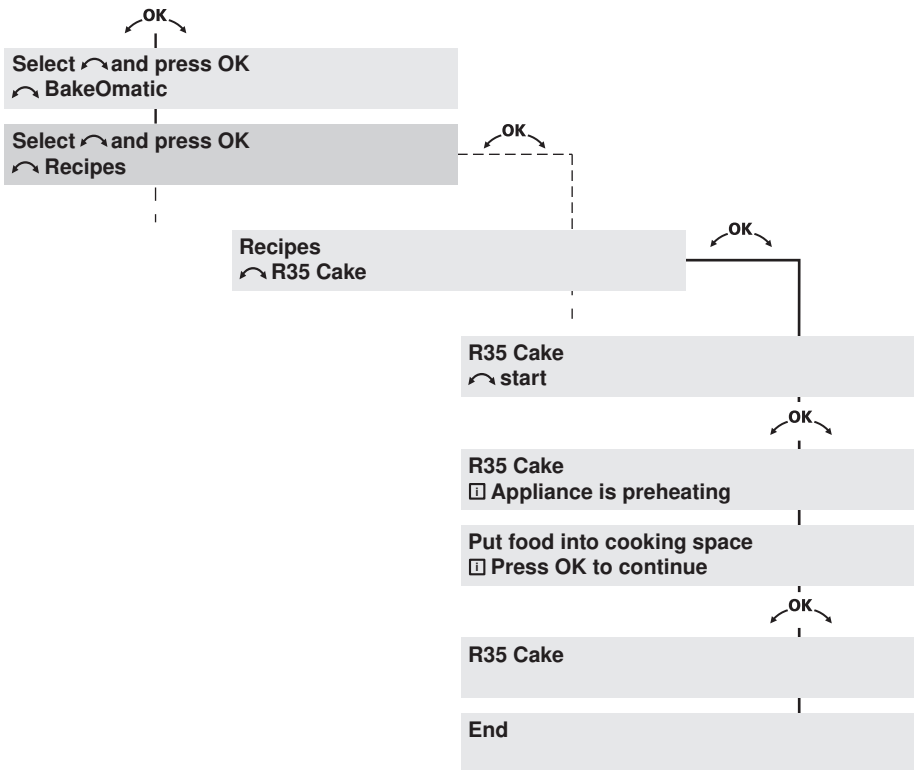 OK
Select and press OK
BakeOmatic
Select and press OK
Recipes
OK
Recipes
R35 Cake
OK
R35 Cake
start
OK
R35 Cake
i Appliance is preheating
Put food into cooking space
i Press OK to continue
OK
R35 Cake
End